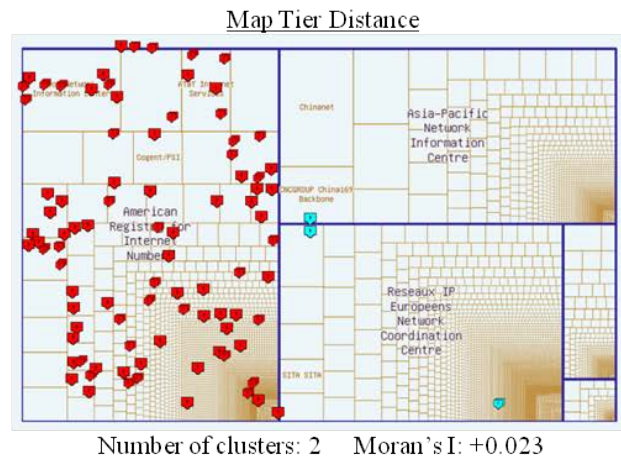 Map Tier Distance
Information Center
AT&T Internet
Services
Chinanet
Asia-Pacific
Network
Information
Centre
Cogent/PSI
CNCGROUP China169
Backbone
American
Registry for
Internet
Numbers
Reseaux IP
Europeens
Network
Coordination
Centre
SITA SITA
Number of clusters: 2 Moran's I: +0.023